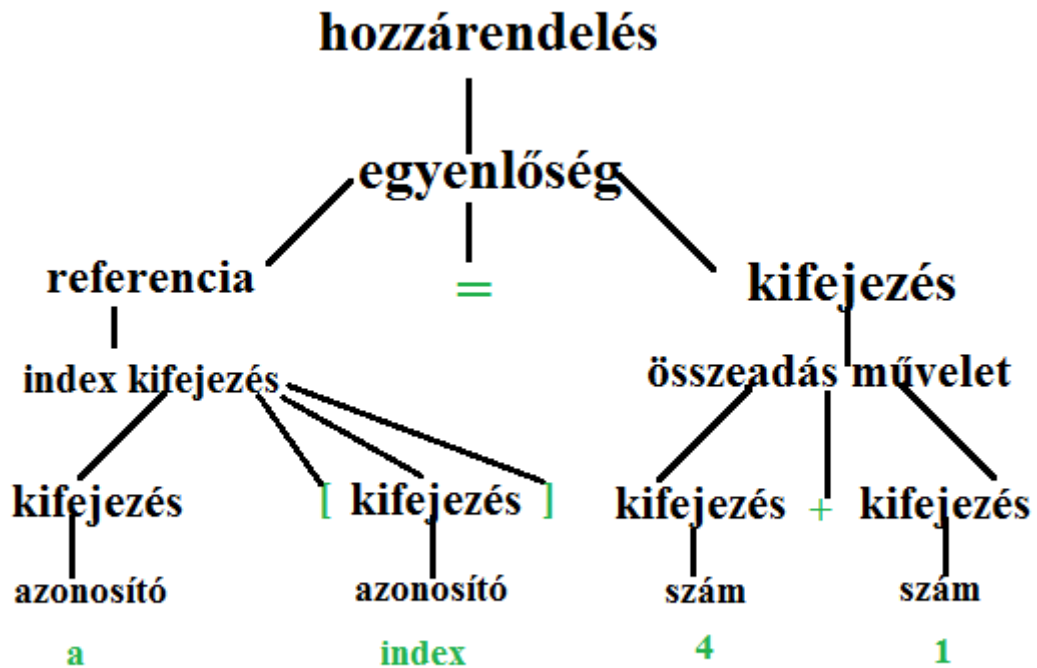 hozzárendelés
egyenlőség
referencia = kifejezés
index kifejezés összeadás művelet
kifejezés [ kifejezés ] kifejezés + kifejezés
azonosító azonosító szám szám
a index 4 1